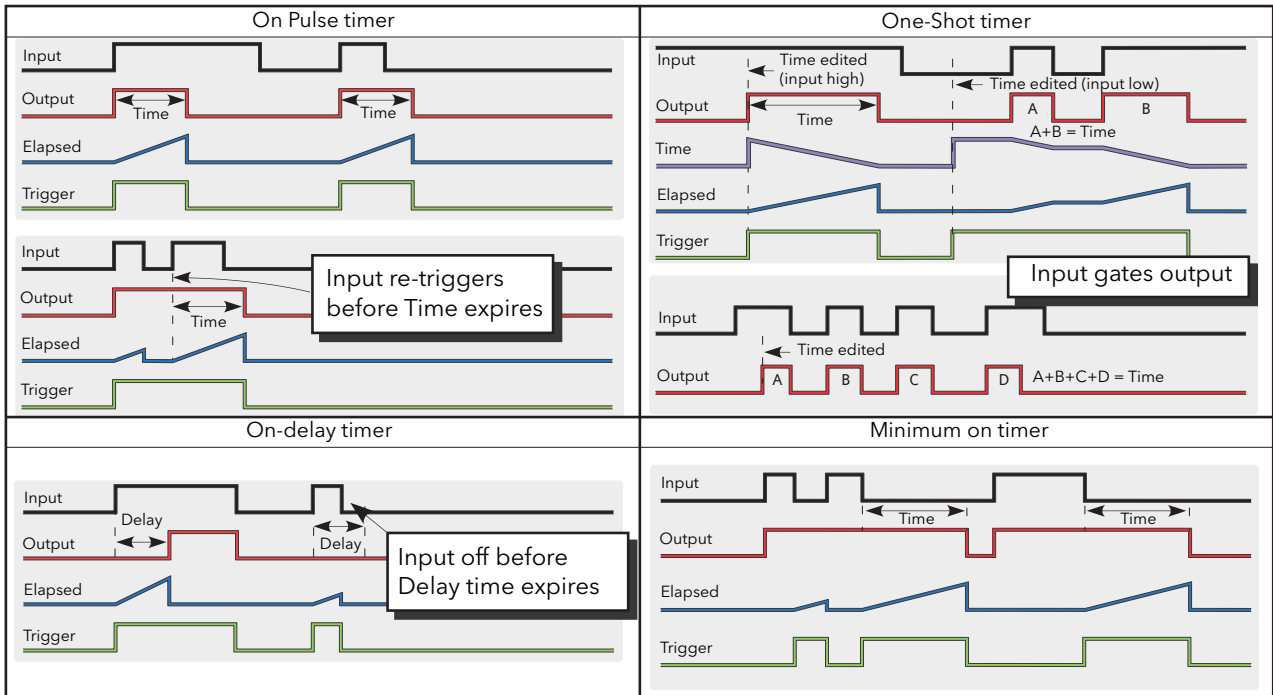 On Pulse timer
Input
Output
Time
Time
Elapsed
Trigger
Input
Input re-triggers
before Time expires
Output
Time
Elapsed
Trigger
One-Shot timer
Input
Time edited
(input high)
Time edited (input low)
Output
Time
A
B
A+B = Time
Time
Elapsed
Trigger
Input gates output
Input
Time edited
Output
A
B
C
D
A+B+C+D = Time
On-delay timer
Input
Delay
Output
Delay
Input off before
Delay time expires
Elapsed
Trigger
Minimum on timer
Input
Time
Time
Output
Elapsed
Trigger